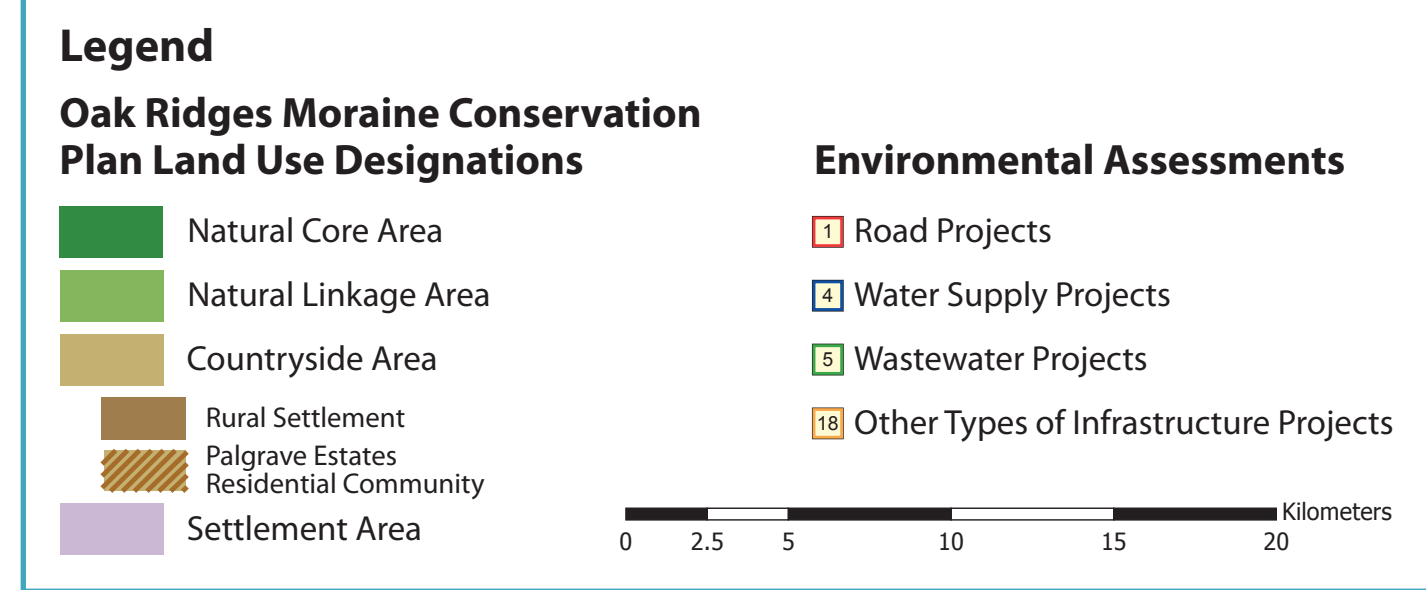 Legend
Oak Ridges Moraine Conservation
Plan Land Use Designations
Natural Core Area
Natural Linkage Area
Countryside Area
Rural Settlement
Palgrave Estates
Residential Community
Settlement Area
Environmental Assessments
1 Road Projects
4 Water Supply Projects
5 Wastewater Projects
18 Other Types of Infrastructure Projects
Kilometers
0 2.5 5 10 15 20